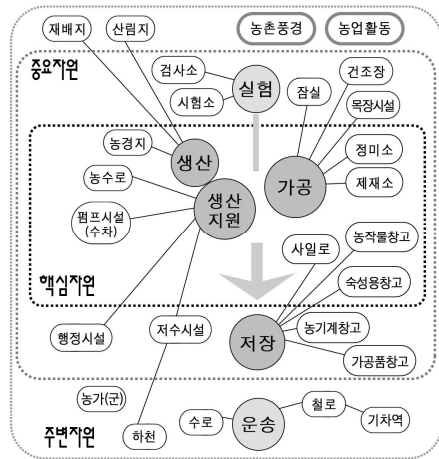 재배지
산림지
농촌풍경
농업활동
중요자원
검사소
시험소
실험
잠실
건조장
목장시설
정미소
제재소
가공
농경지
생산
농수로
생산
지원
펌프시설
(수차)
핵심자원
사일로
농작물창고
숙성용창고
농기계창고
가공품창고
저장
행정시설
저수시설
농가(군)
주변자원
하천
수로
운송
철로
기차역